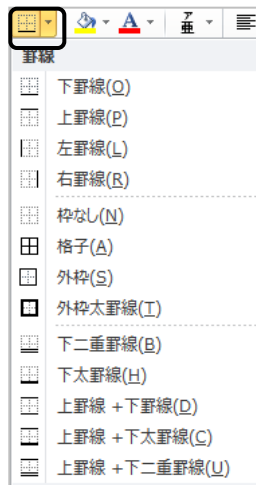 A ア亜
罫線
下罫線(O)
上罫線(P)
左罫線(L)
右罫線(R)
枠なし(N)
格子(A)
外枠(S)
外枠太罫線(T)
下二重罫線(B)
下太罫線(H)
上罫線 +下罫線(D)
上罫線 +下太罫線(C)
上罫線 +下二重罫線(U)